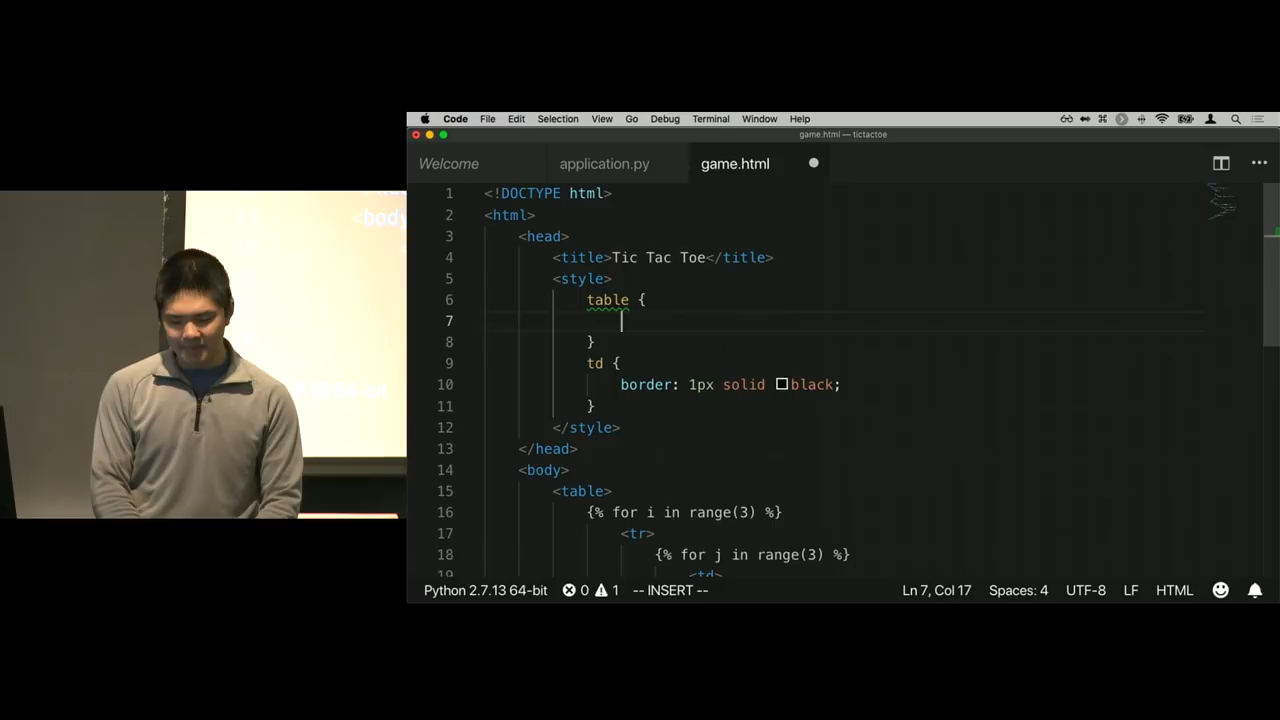 Code File Edit Selection View Go Debug Terminal Window Help
game.html — tictactoe
Welcome application.py game.html
<body
1 <!DOCTYPE html>
2 <html>
3 <head>
4 <title>Tic Tac Toe</title>
5 <style>
6 table {
7
8 }
9 td {
10 border: 1px solid black;
11 }
12 </style>
13 </head>
14 <body>
15 <table>
16 {% for i in range(3) %}
17 <tr>
18 {% for j in range(3) %}
19 <td>
Python 2.7.13 64-bit 0 1 -- INSERT -- Ln 7, Col 17 Spaces: 4 UTF-8 LF HTML